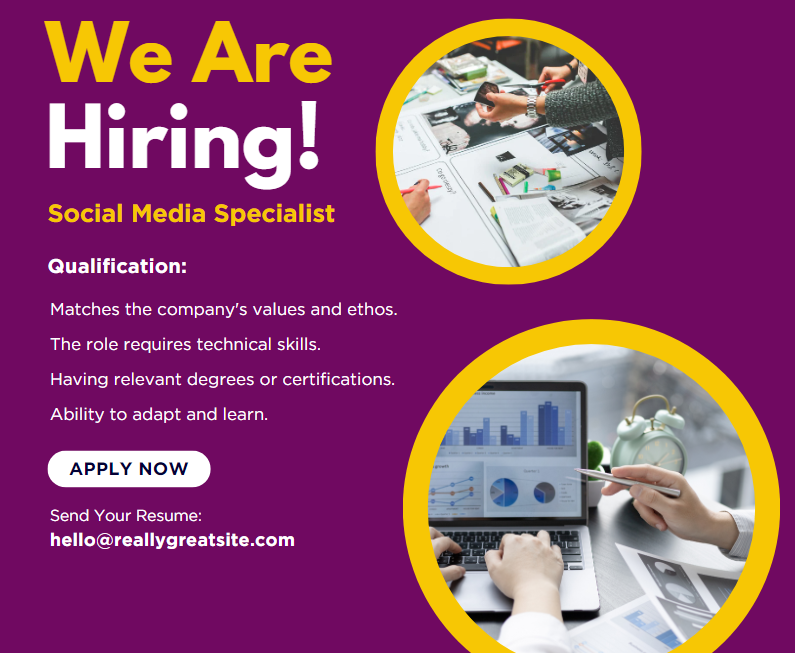 We Are
Hiring!
Social Media Specialist
Qualification:
Matches the company's values and ethos.
The role requires technical skills.
Having relevant degrees or certifications.
Ability to adapt and learn.
APPLY NOW
Send Your Resume:
hello@reallygreatsite.com